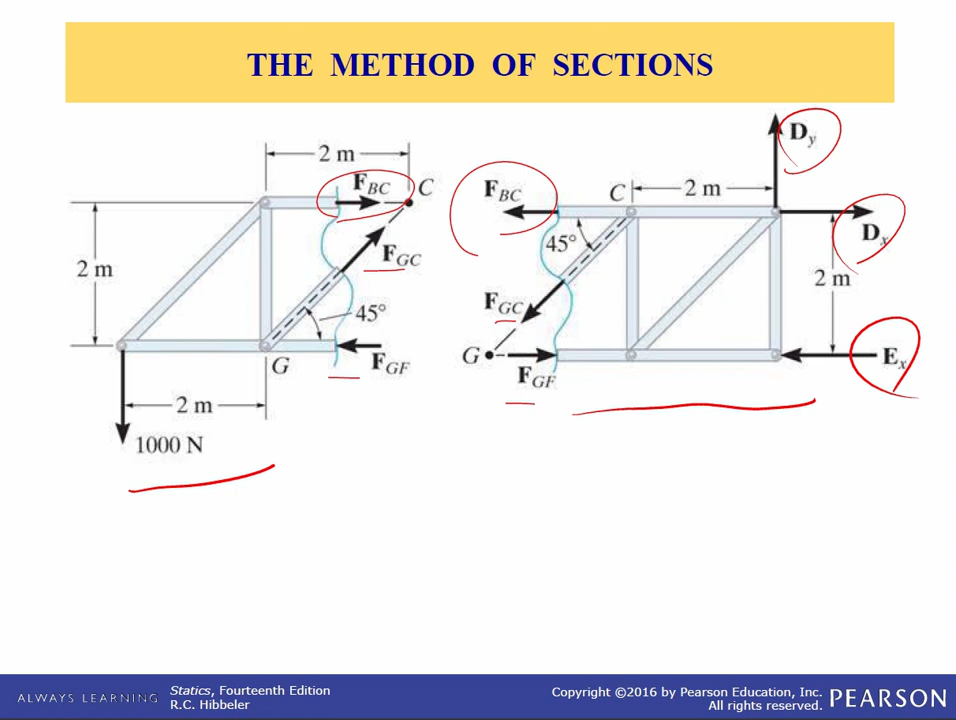 THE METHOD OF SECTIONS
2 m
F_BC
C
F_GC
2 m
45°
F_GF
G
2 m
1000 N
D_y
F_BC
C
2 m
45°
D_x
2 m
F_GC
G
F_GF
E_x
ALWAYS LEARNING
Statics, Fourteenth Edition
R.C. Hibbeler
Copyright ©2016 by Pearson Education, Inc.
All rights reserved.
PEARSON